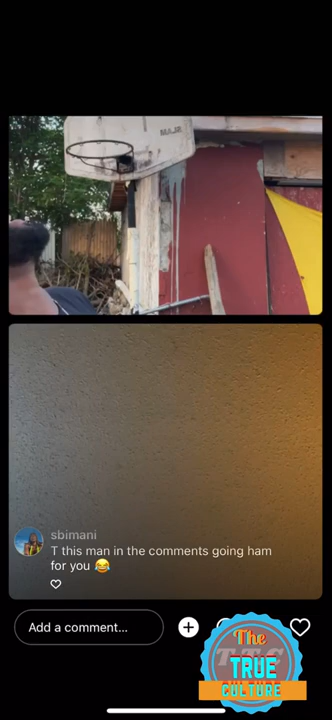 sbimani
T this man in the comments going ham
for you 😂
Add a comment...
The
TRUE
CULTURE